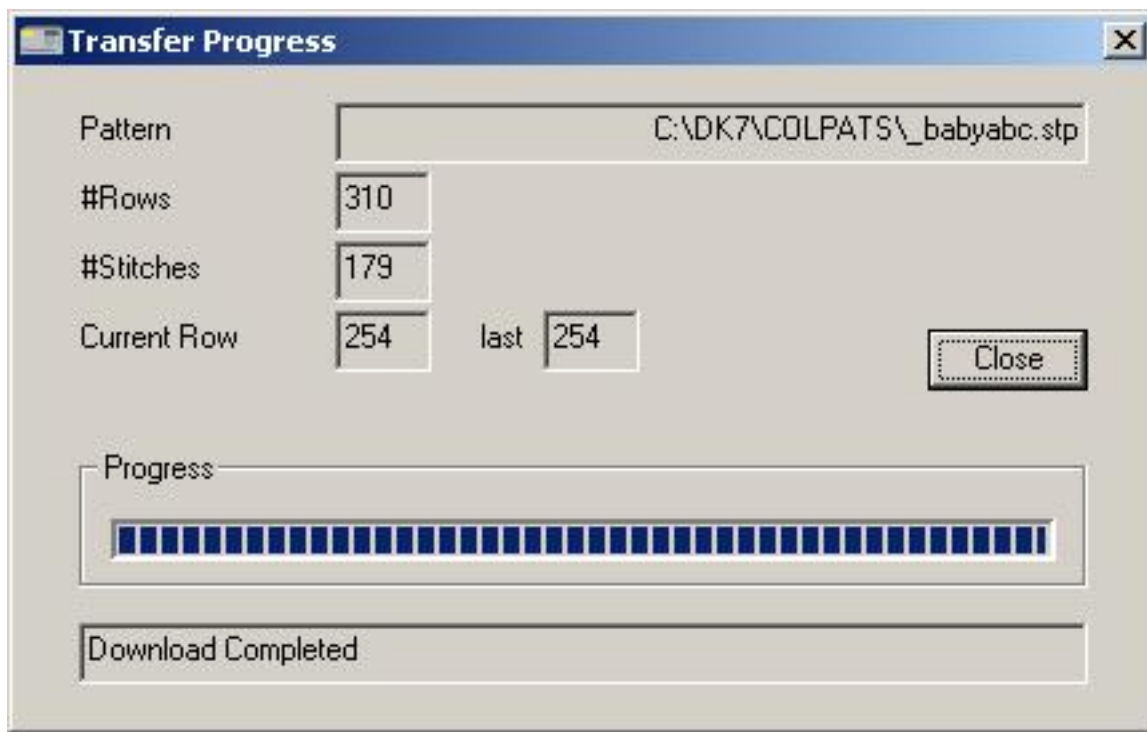 Transfer Progress
Pattern C:\DK7\COLPATS\_babyabc.stp
#Rows 310
#Stitches 179
Current Row 254 last 254
Close
Progress
Download Completed